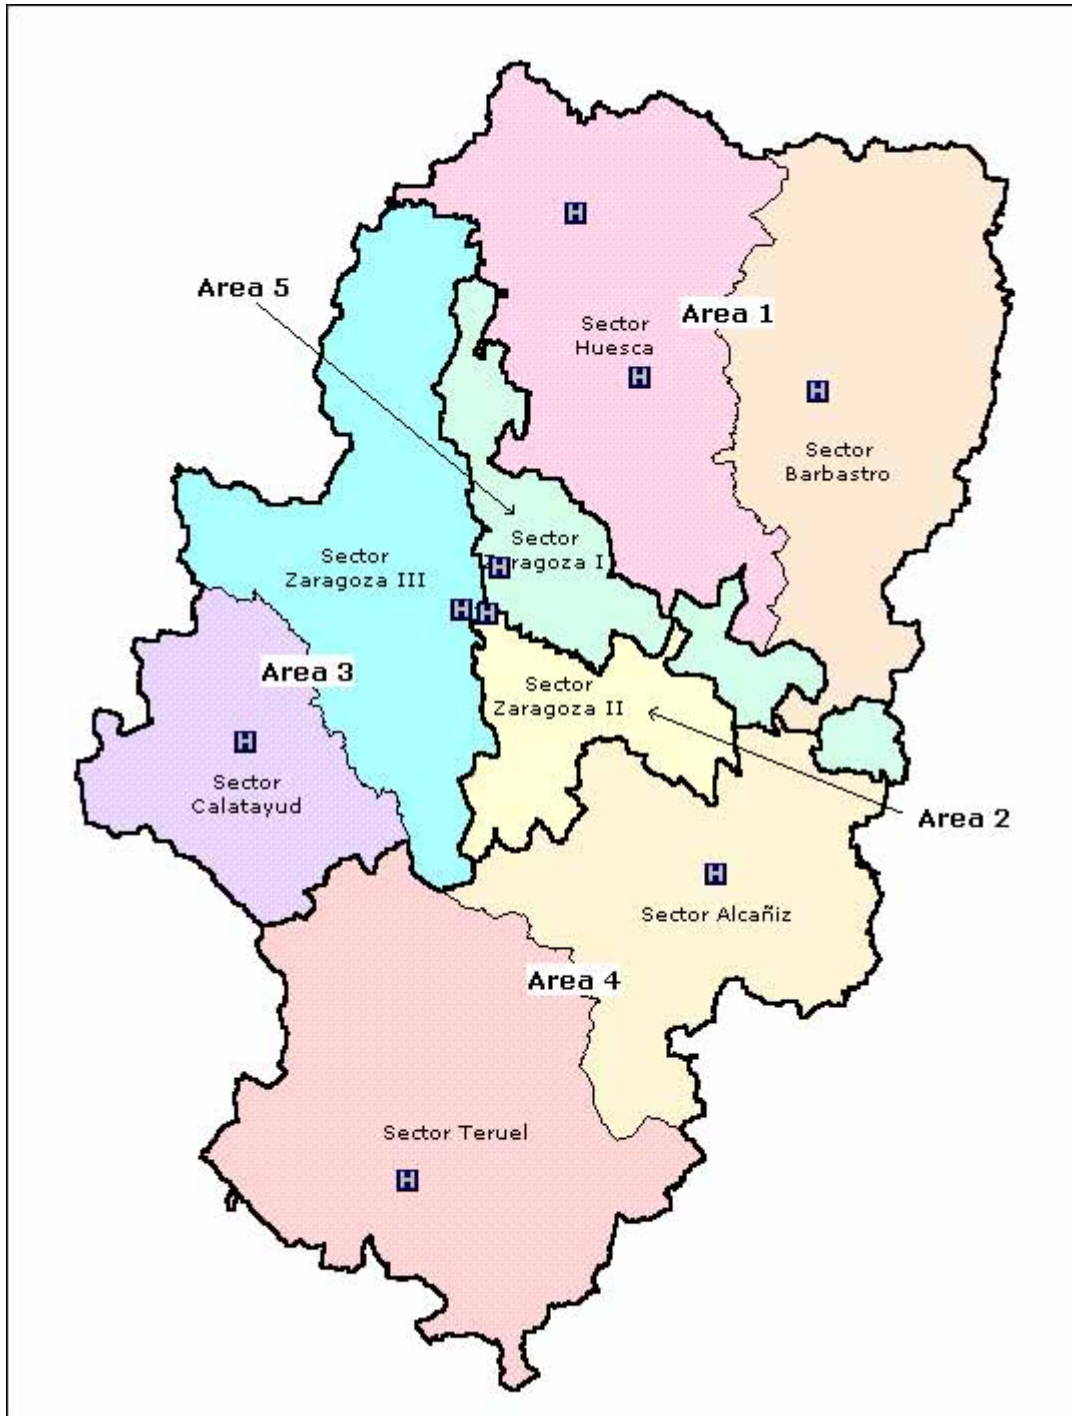 H
Area 5
Area 1
Sector
Huesca
H
H
Sector
Barbastro
Sector
Zaragoza I
H
Sector
Zaragoza III
H H
Area 3
Sector
Zaragoza II
H
Sector
Calatayud
Area 2
H
Sector Alcañiz
Area 4
Sector Teruel
H